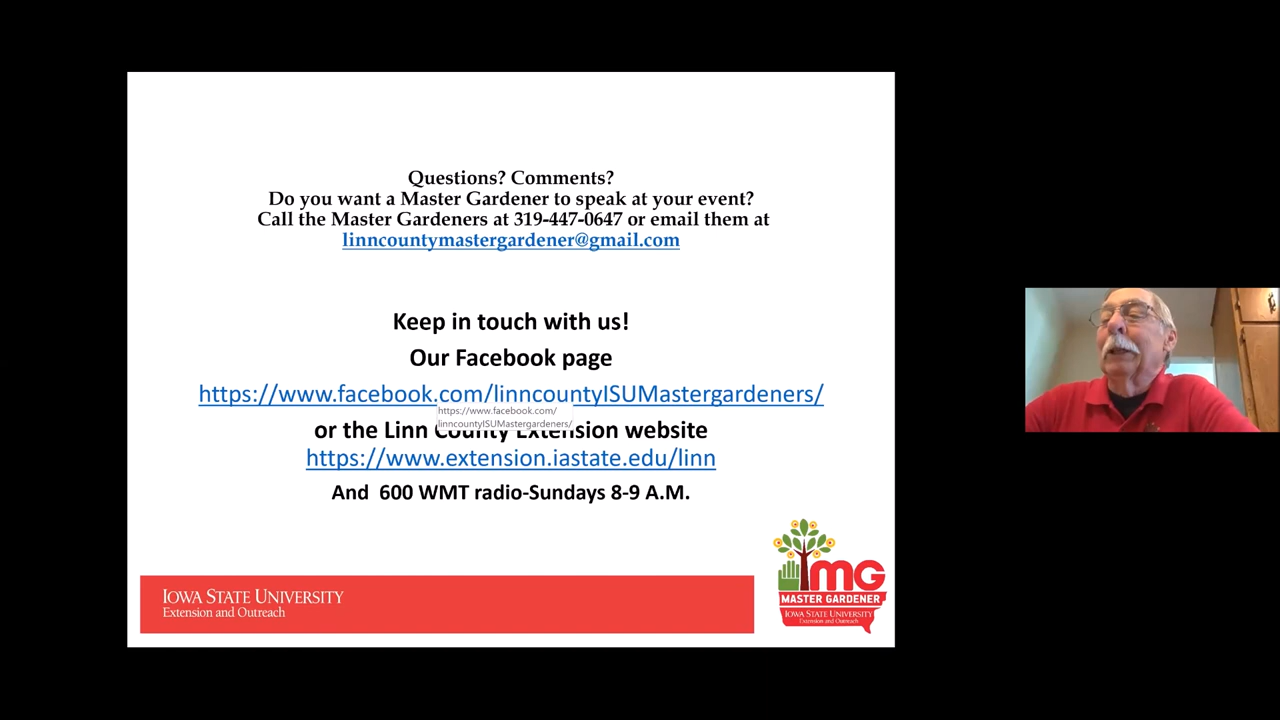 Questions? Comments?
Do you want a Master Gardener to speak at your event?
Call the Master Gardeners at 319-447-0647 or email them at
linncountymastergardener@gmail.com
Keep in touch with us!
Our Facebook page
https://www.facebook.com/linncountyISUMastergardeners/
https://www.facebook.com/
linncountyISUMastergardeners/
or the Linn County Extension website
https://www.extension.iastate.edu/linn
And 600 WMT radio-Sundays 8-9 A.M.
IOWA STATE UNIVERSITY
Extension and Outreach
MG
MASTER GARDENER
IOWA STATE UNIVERSITY
Extension and Outreach